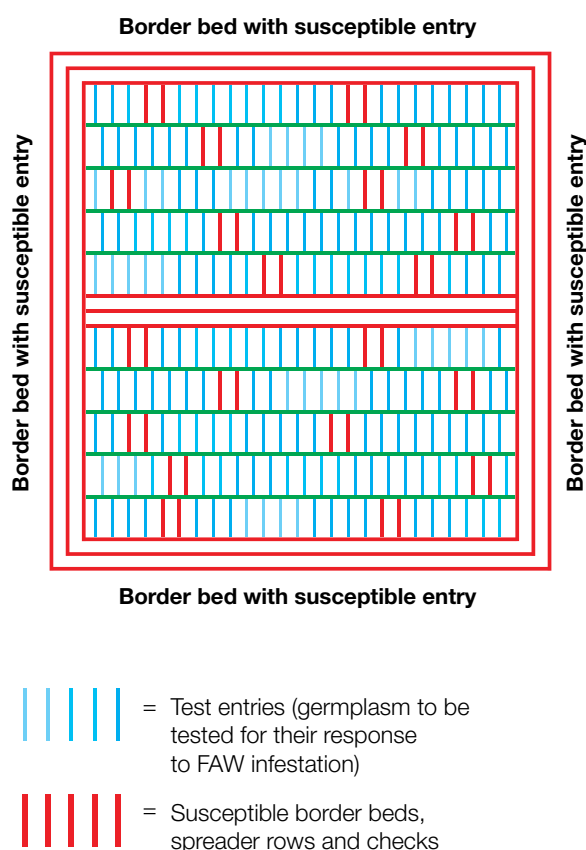 Border bed with susceptible entry
Border bed with susceptible entry
Border bed with susceptible entry
Border bed with susceptible entry
= Test entries (germplasm to be
tested for their response
to FAW infestation)
= Susceptible border beds,
spreader rows and checks